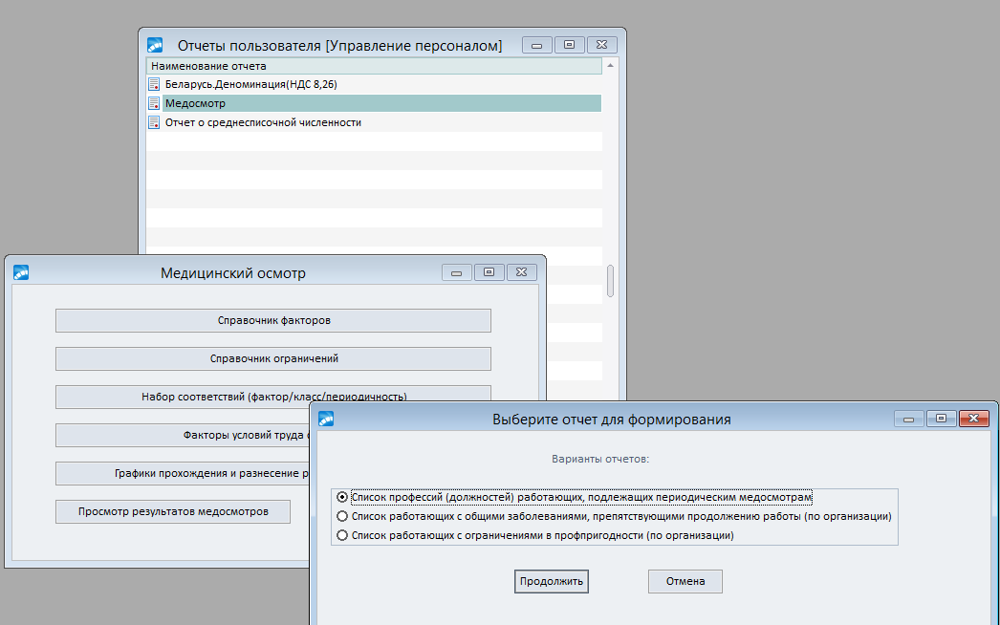 Отчеты пользователя [Управление персоналом]
Наименование отчета
Беларусь.Деноминация(НДС 8,26)
Медосмотр
Отчет о среднесписочной численности
Медицинский осмотр
Справочник факторов
Справочник ограничений
Набор соответствий (фактор/класс/периодичность)
Факторы условий труда
Графики прохождения и разнесение
Просмотр результатов медосмотров
Выберите отчет для формирования
Варианты отчетов:
Список профессий (должностей) работающих, подлежащих периодическим медосмотрам
Список работающих с общими заболеваниями, препятствующими продолжению работы (по организации)
Список работающих с ограничениями в профпригодности (по организации)
Продолжить
Отмена